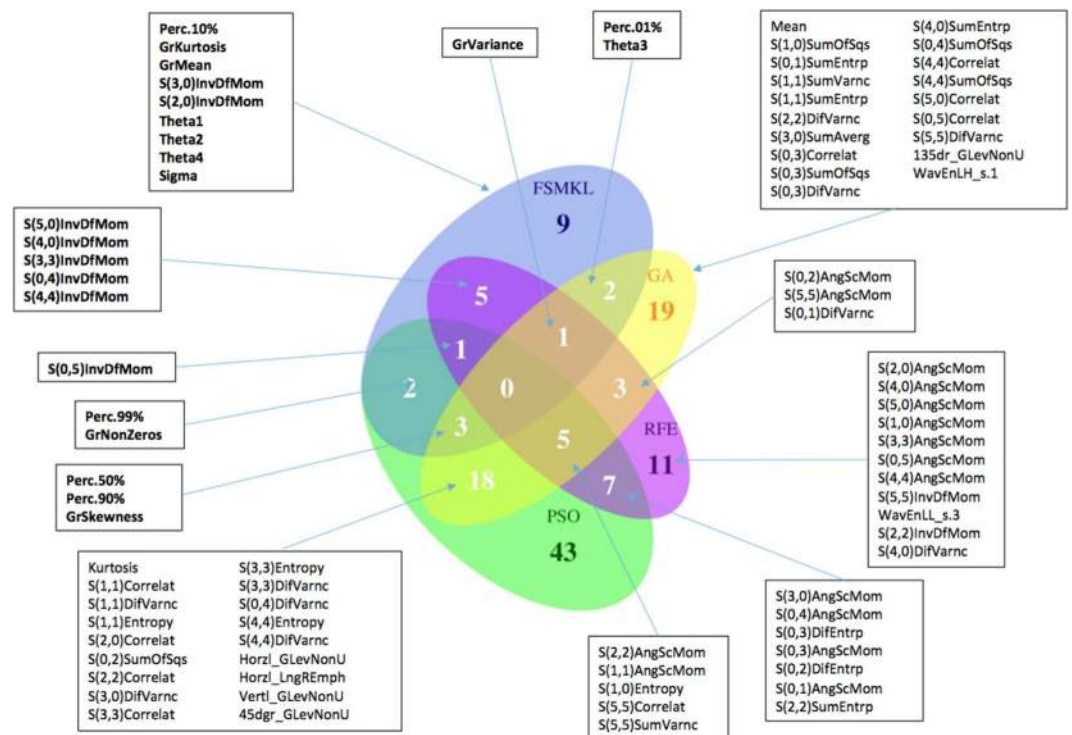 Perc.10%
GrKurtosis
GrMean
S(3,0)InvDfMom
S(2,0)InvDfMom
Theta1
Theta2
Theta4
Sigma
GrVariance
Perc.01%
Theta3
Mean
S(1,0)SumOfSqs
S(0,1)SumEntrp
S(1,1)SumVarnc
S(1,1)SumEntrp
S(2,2)DifVarnc
S(3,0)SumAverg
S(0,3)Correlat
S(0,3)SumOfSqs
S(0,3)DifVarnc
S(4,0)SumEntrp
S(0,4)SumOfSqs
S(4,4)Correlat
S(4,4)SumOfSqs
S(5,0)Correlat
S(0,5)Correlat
S(5,5)DifVarnc
135dr_GLevNonU
WavEnLH_s.1
S(5,0)InvDfMom
S(4,0)InvDfMom
S(3,3)InvDfMom
S(0,4)InvDfMom
S(4,4)InvDfMom
S(0,5)InvDfMom
Perc.99%
GrNonZeros
Perc.50%
Perc.90%
GrSkewness
FSMKL
9
GA
19
5
2
1
1
2
0
3
3
5
RFE
11
18
7
PSO
43
S(0,2)AngScMom
S(5,5)AngScMom
S(0,1)DifVarnc
S(2,0)AngScMom
S(4,0)AngScMom
S(5,0)AngScMom
S(1,0)AngScMom
S(3,3)AngScMom
S(0,5)AngScMom
S(4,4)AngScMom
S(5,5)InvDfMom
WavEnLL_s.3
S(2,2)InvDfMom
S(4,0)DifVarnc
Kurtosis
S(1,1)Correlat
S(1,1)DifVarnc
S(1,1)Entropy
S(2,0)Correlat
S(0,2)SumOfSqs
S(2,2)Correlat
S(3,0)DifVarnc
S(3,3)Correlat
S(3,3)Entropy
S(3,3)DifVarnc
S(0,4)DifVarnc
S(4,4)Entropy
S(4,4)DifVarnc
Horzl_GLevNonU
Horzl_LngREmph
Vertl_GLevNonU
45dgr_GLevNonU
S(2,2)AngScMom
S(1,1)AngScMom
S(1,0)Entropy
S(5,5)Correlat
S(5,5)SumVarnc
S(3,0)AngScMom
S(0,4)AngScMom
S(0,3)DifEntrp
S(0,3)AngScMom
S(0,2)DifEntrp
S(0,1)AngScMom
S(2,2)SumEntrp